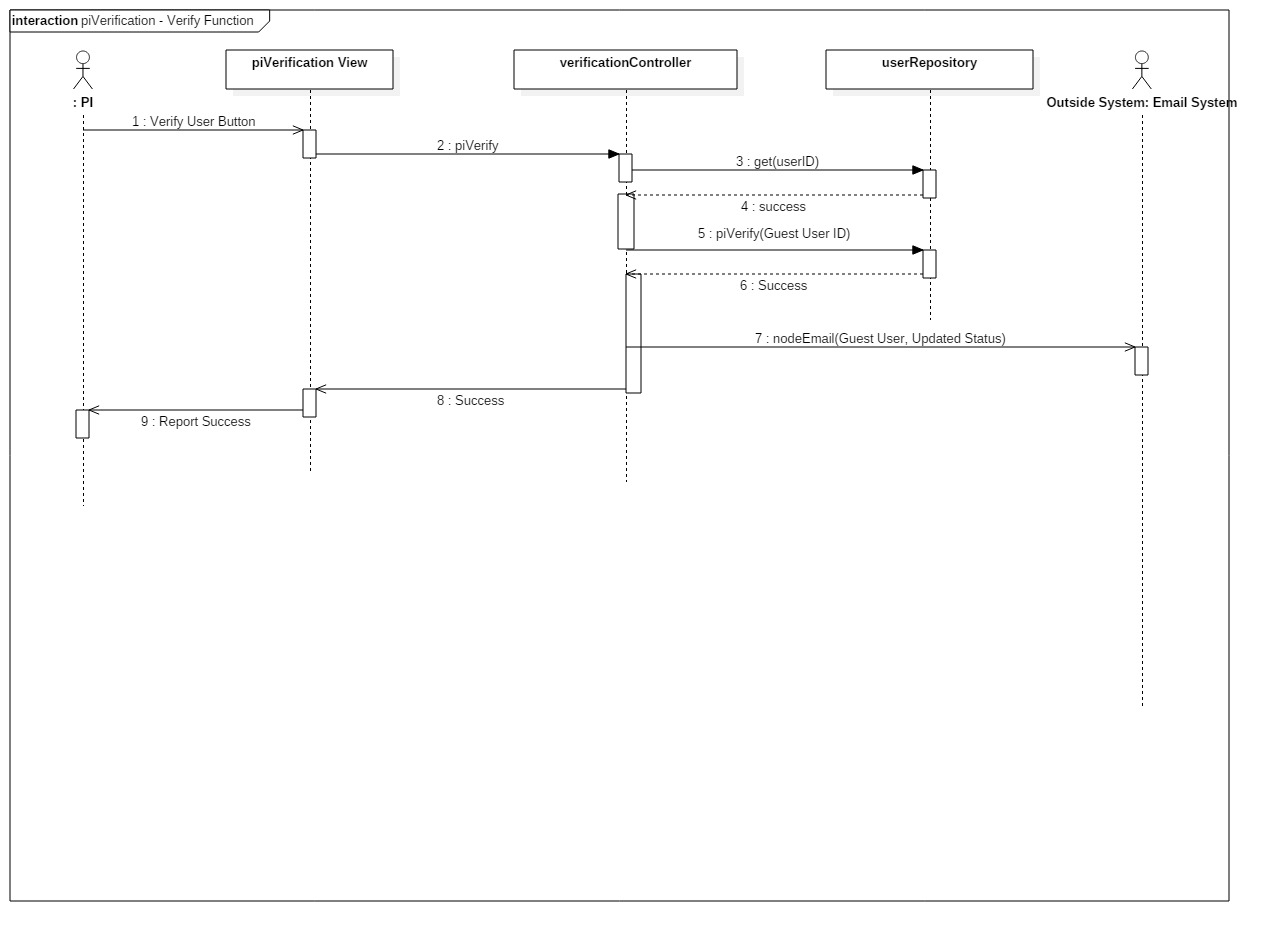 interaction piVerification - Verify Function
piVerification View
verificationController
userRepository
: PI
Outside System: Email System
1 : Verify User Button
2 : piVerify
3 : get(userID)
4 : success
5 : piVerify(Guest User ID)
6 : Success
7 : nodeEmail(Guest User, Updated Status)
8 : Success
9 : Report Success